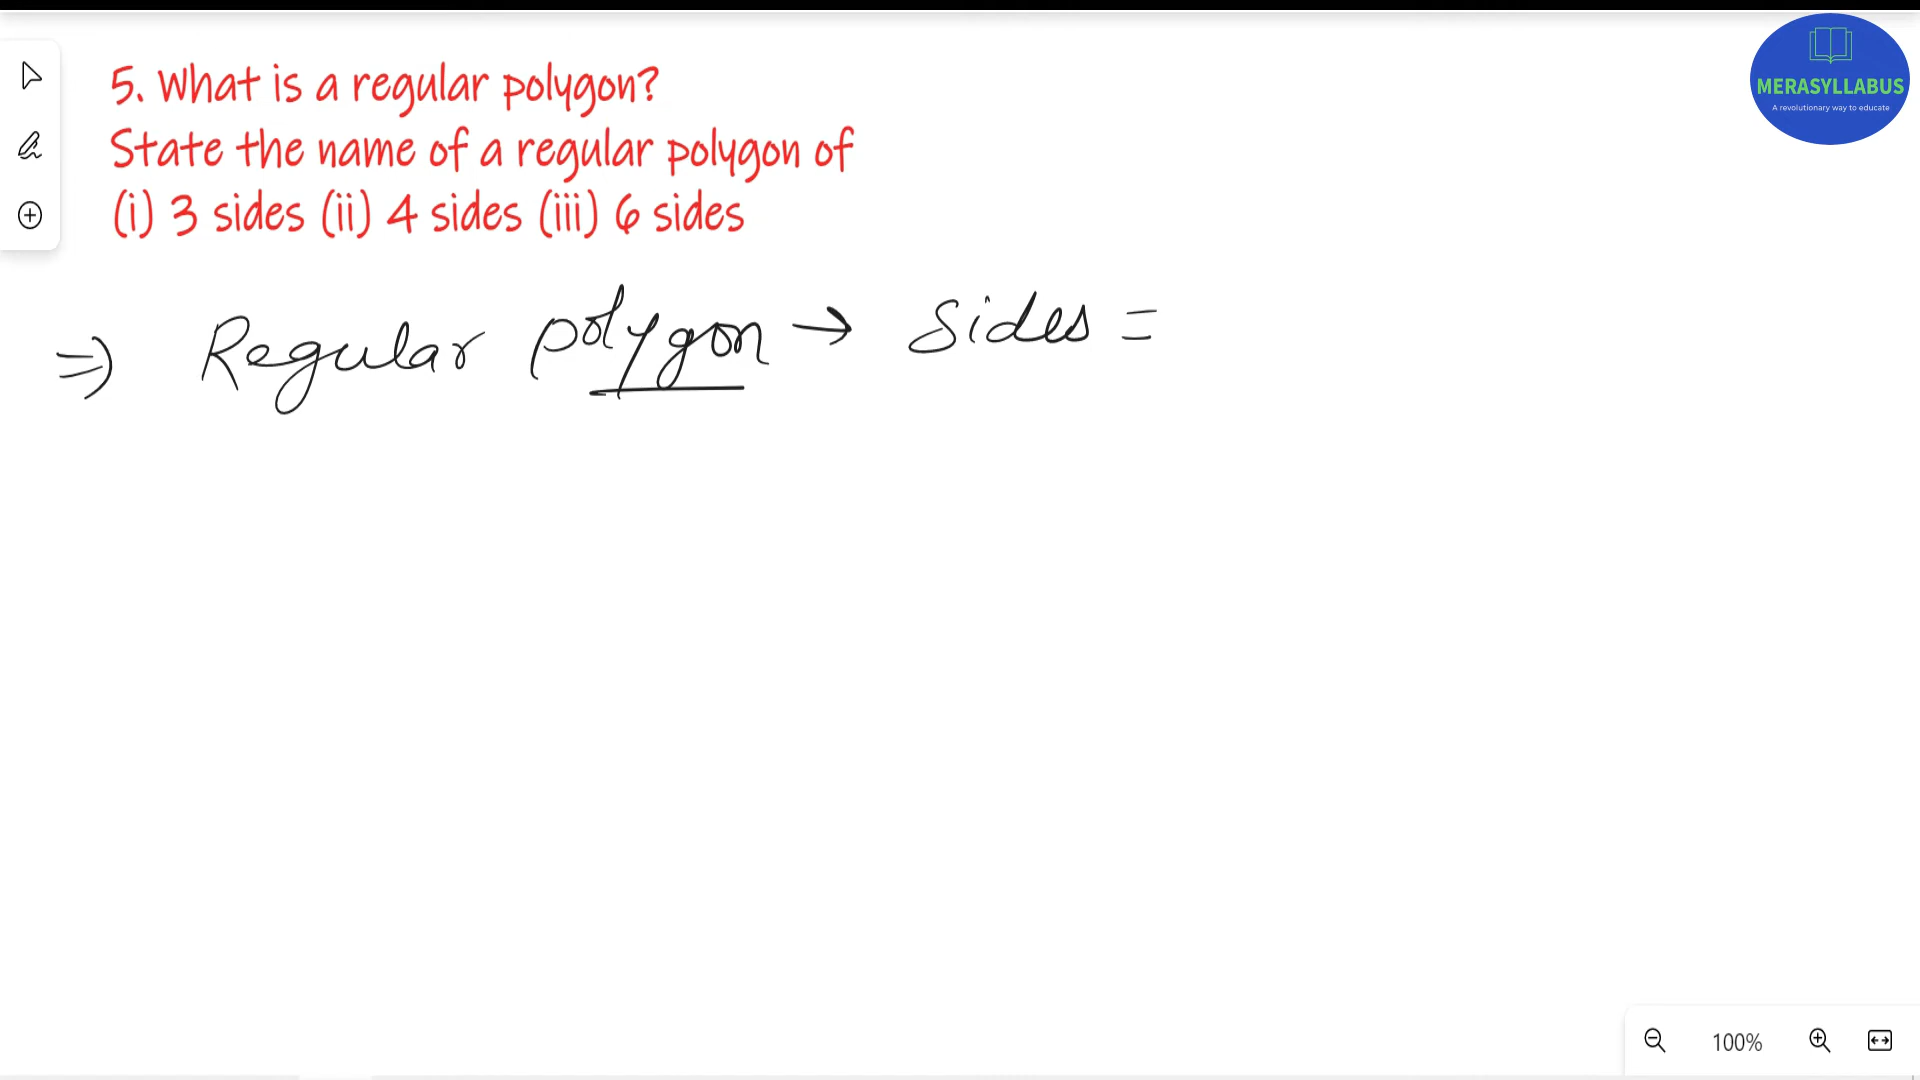 MERASYLLABUS
A revolutionary way to educate
5. What is a regular polygon?
State the name of a regular polygon of
(i) 3 sides (ii) 4 sides (iii) 6 sides
⇒ Regular polygon → sides =
100%